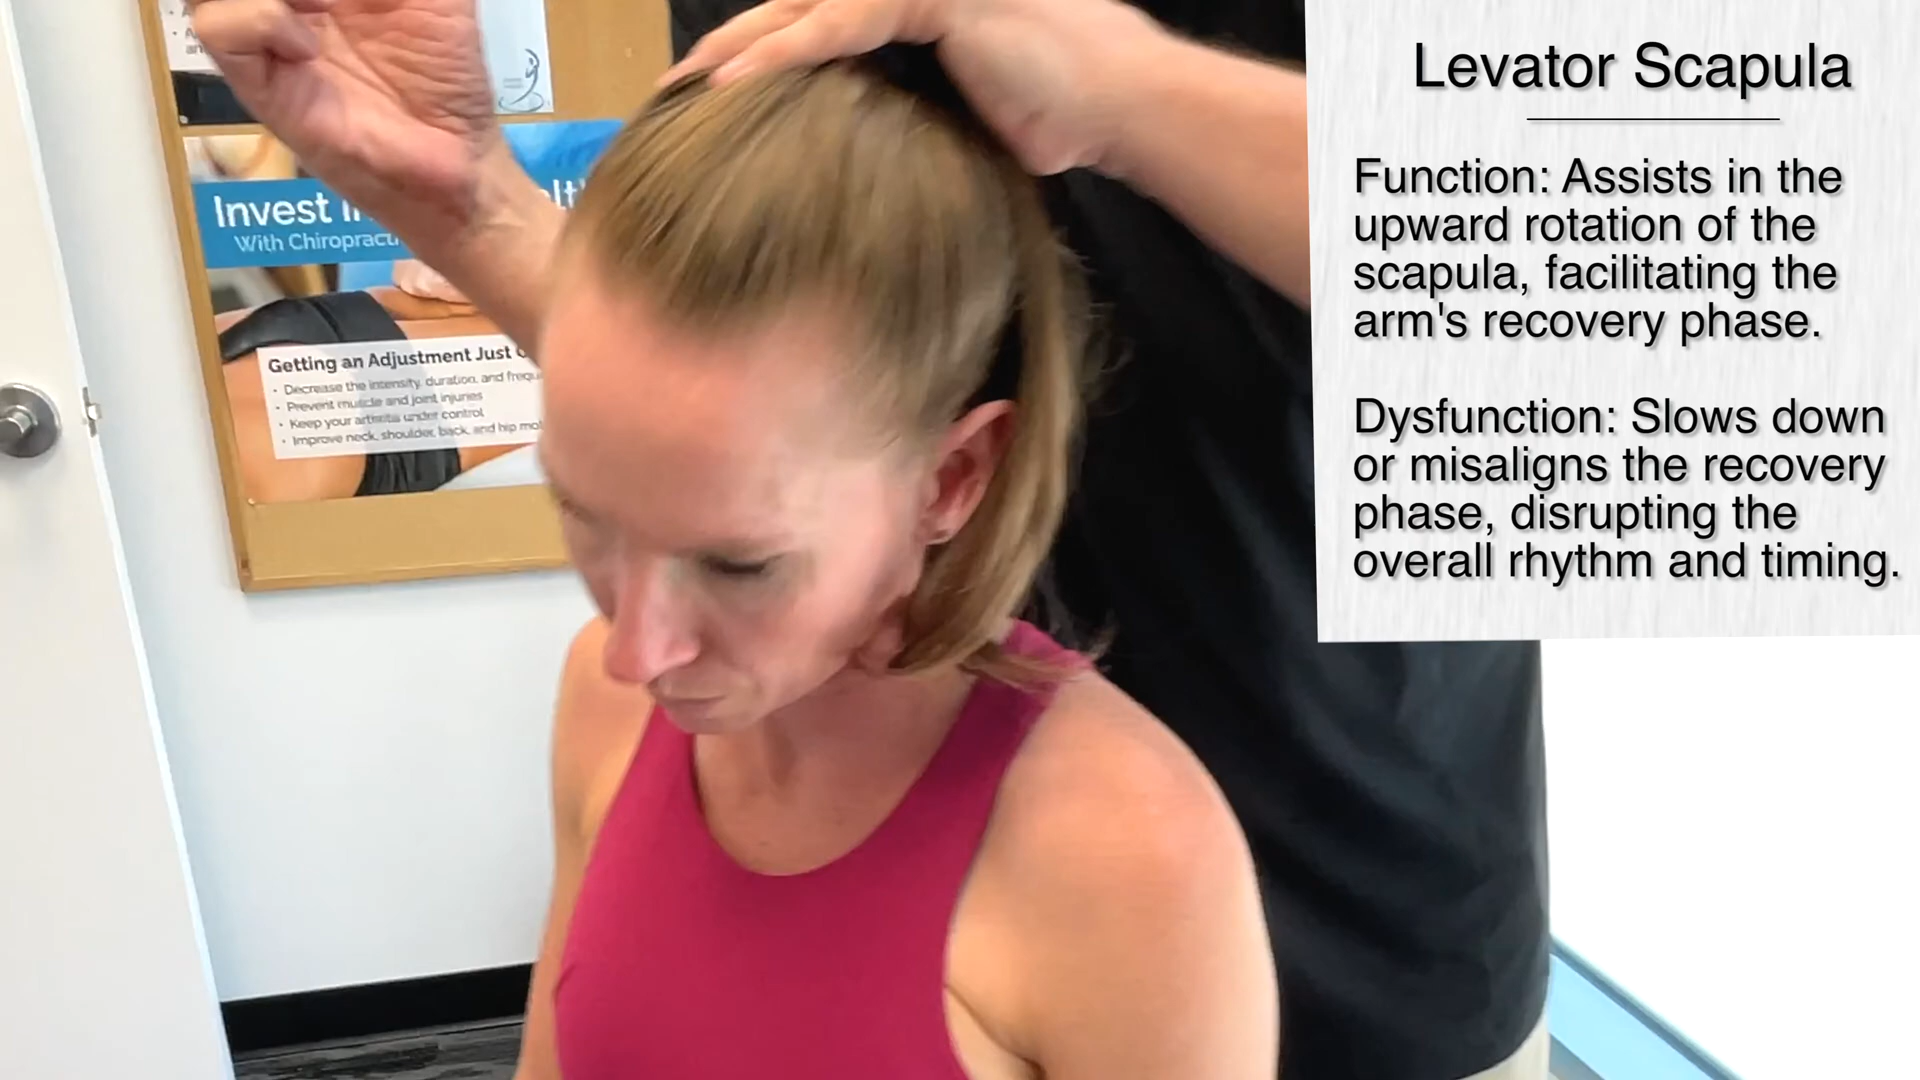 Levator Scapula
Function: Assists in the
upward rotation of the
scapula, facilitating the
arm's recovery phase.
Dysfunction: Slows down
or misaligns the recovery
phase, disrupting the
overall rhythm and timing.
Invest
With Chiropract
Getting an Adjustment Just
• Decrease the intensity, duration, and frequ
• Prevent muscle and joint injuries
• Keep your arthritis under control
• Improve neck, shoulder, back, and hip mo